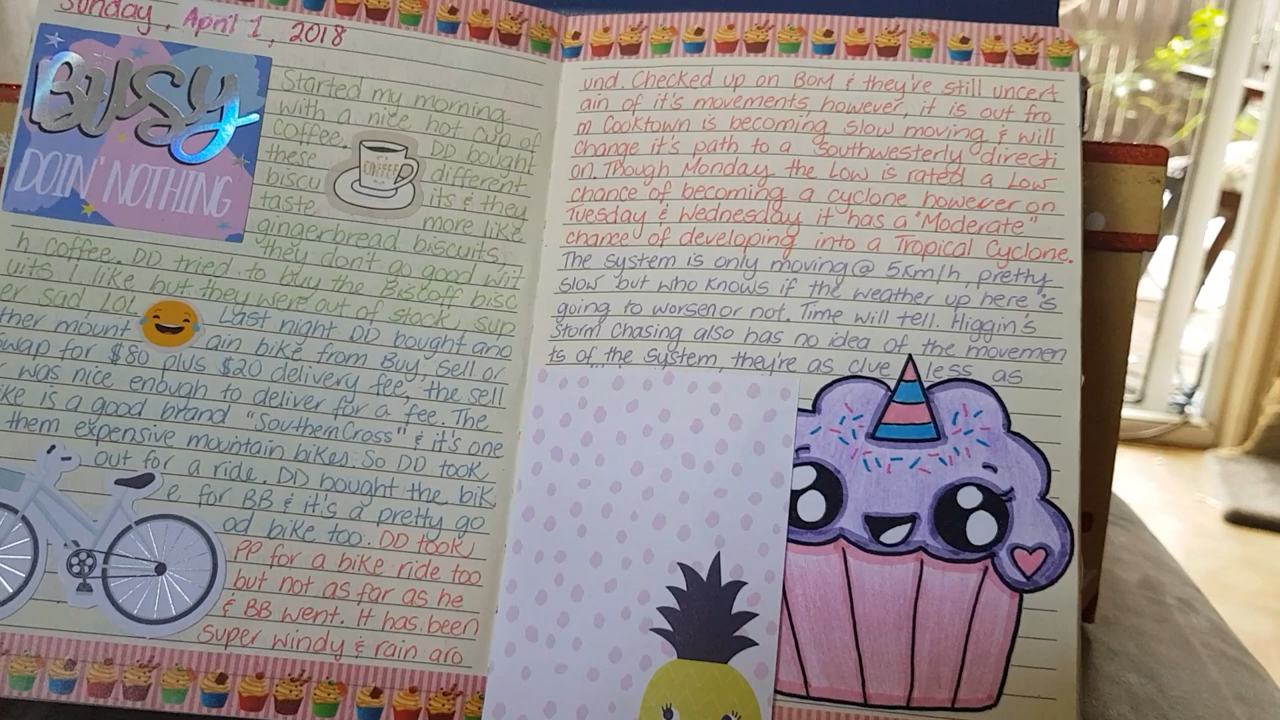 Sunday, April 1, 2018
BUSY
DOIN' NOTHING
Started my morning
with a nice hot cup of
coffee. DD bought
these different
biscu its & they
taste more like
gingerbread biscuits.
they don't go good wit
h coffee. DD tried to buy the Biscoff bisc
uits I like but they were out of stock, sup
er sad LOL. Last night DD bought ano
ther mount ain bike from Buy, Sell or
Swap for $80 plus $20 delivery fee, the sell
was nice enough to deliver for a fee. The
ike is a good brand "SouthernCross" & it's one
them expensive mountain bikes. So DD took
out for a ride. DD bought the bik
e for BB & it's a pretty go
od bike too. DD took
PP for a bike ride too
but not as far as he
& BB went. It has been
super windy & rain aro
COFFEE
und. Checked up on BOM & they're still uncert
ain of it's movements however, it is out fro
m Cooktown is becoming slow moving & will
change it's path to a Southwesterly directi
on. Though Monday the Low is rated a Low
chance of becoming a cyclone however on
Tuesday & Wednesday it has a "Moderate"
chance of developing into a Tropical Cyclone.
The system is only moving @ 5Km/h, pretty
slow but who knows if the weather up here is
going to worsen or not. Time will tell. Higgins
Storm Chasing also has no idea of the movemen
ts of the system, they're as clue less as